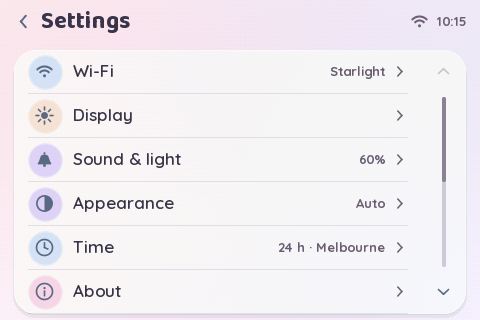 Settings
10:15
Wi-Fi
Starlight
Display
Sound & light
60%
Appearance
Auto
Time
24 h · Melbourne
About